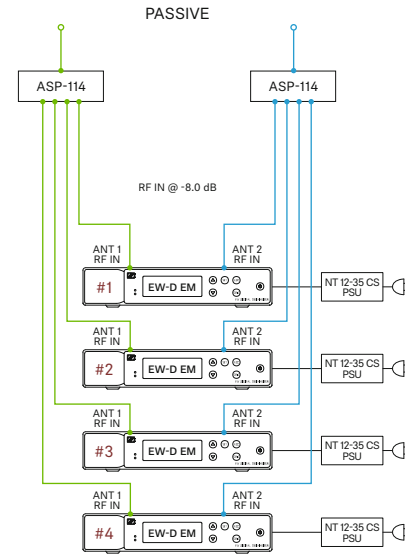 PASSIVE
ASP-114
ASP-114
RF IN @ -8.0 dB
ANT 1
RF IN
ANT 2
RF IN
#1
EW-D EM
NT 12-35 CS
PSU
ANT 1
RF IN
ANT 2
RF IN
#2
EW-D EM
NT 12-35 CS
PSU
ANT 1
RF IN
ANT 2
RF IN
#3
EW-D EM
NT 12-35 CS
PSU
ANT 1
RF IN
ANT 2
RF IN
#4
EW-D EM
NT 12-35 CS
PSU